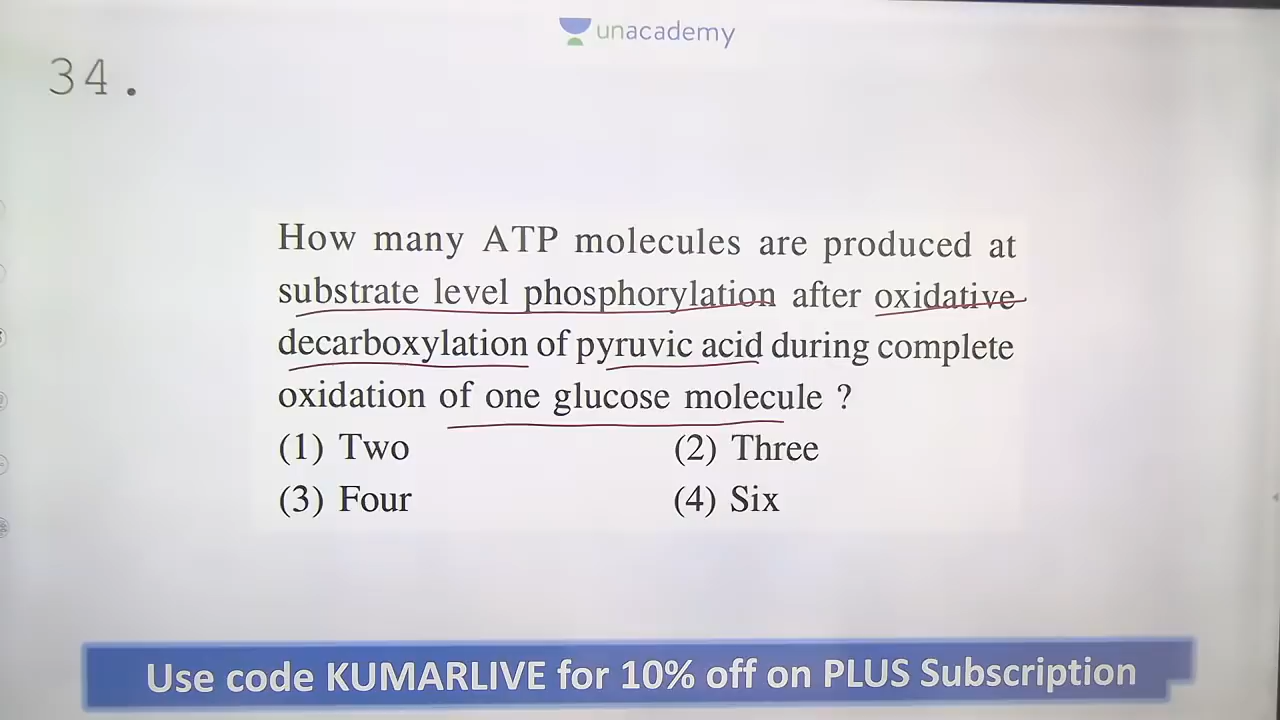 unacademy
34.
How many ATP molecules are produced at
substrate level phosphorylation after oxidative
decarboxylation of pyruvic acid during complete
oxidation of one glucose molecule ?
(1) Two (2) Three
(3) Four (4) Six
Use code KUMARLIVE for 10% off on PLUS Subscription